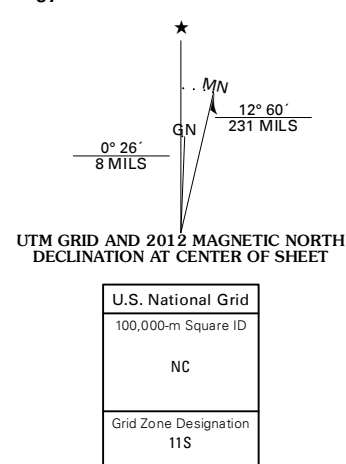 MN
GN
12° 60´
231 MILS
0° 26´
8 MILS
UTM GRID AND 2012 MAGNETIC NORTH
DECLINATION AT CENTER OF SHEET
U.S. National Grid
100,000-m Square ID
NC
Grid Zone Designation
11S